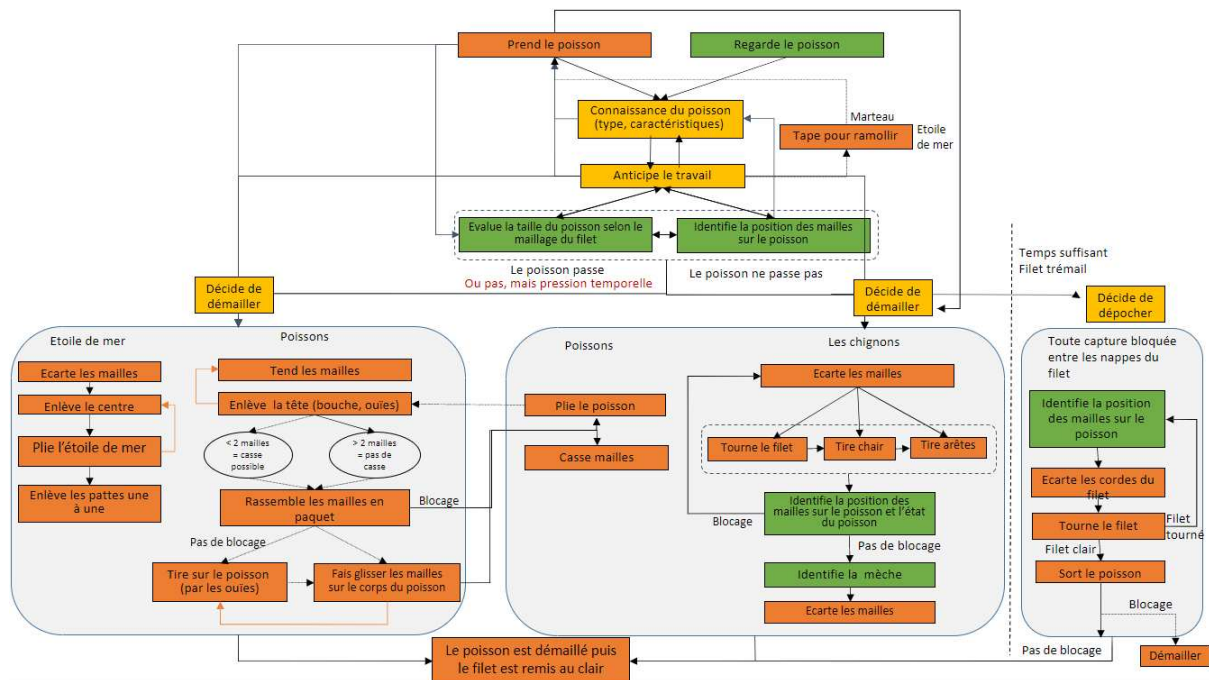 Prend le poisson
Regarde le poisson
Connaissance du poisson
(type, caractéristiques)
Marteau
Tape pour ramollir
Etoile
de mer
Anticipe le travail
Evalue la taille du poisson selon le
maillage du filet
Identifie la position des mailles
sur le poisson
Le poisson passe
Ou pas, mais pression temporelle
Le poisson ne passe pas
Temps suffisant
Filet trémail
Décide de
démailler
Décide de
démailler
Décide de
dépocher
Etoile de mer
Poissons
Ecarte les mailles
Enlève le centre
Plie l'étoile de mer
Enlève les pattes une
à une
Tend les mailles
Enlève la tête (bouche, ouïes)
< 2 mailles
= casse
possible
> 2 mailles
= pas de
casse
Rassemble les mailles en
paquet
Blocage
Pas de blocage
Tire sur le poisson
(par les ouïes)
Fais glisser les mailles
sur le corps du poisson
Poissons
Plie le poisson
Casse mailles
Les chignons
Ecarte les mailles
Tourne le filet
Tire chair
Tire arêtes
Identifie la position des
mailles sur le poisson et l'état
du poisson
Blocage
Pas de blocage
Identifie la mèche
Ecarte les mailles
Toute capture bloquée
entre les nappes du
filet
Identifie la position
des mailles sur le
poisson
Ecarte les cordes du
filet
Tourne le filet
Filet
tourné
Filet clair
Sort le poisson
Blocage
Pas de blocage
Démailler
Le poisson est démaillé puis
le filet est remis au clair